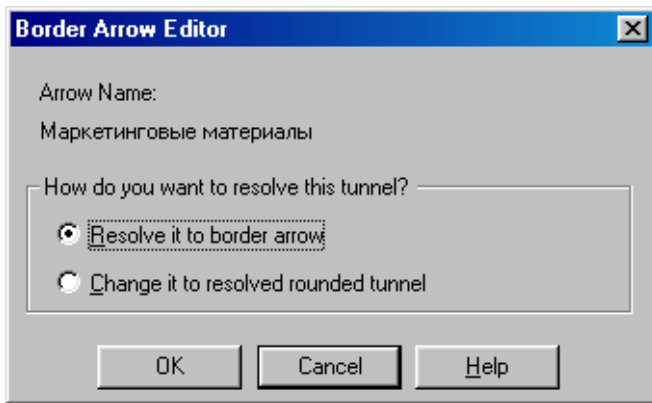 Border Arrow Editor
Arrow Name:
Маркетинговые материалы
How do you want to resolve this tunnel?
Resolve it to border arrow
Change it to resolved rounded tunnel
OK Cancel Help